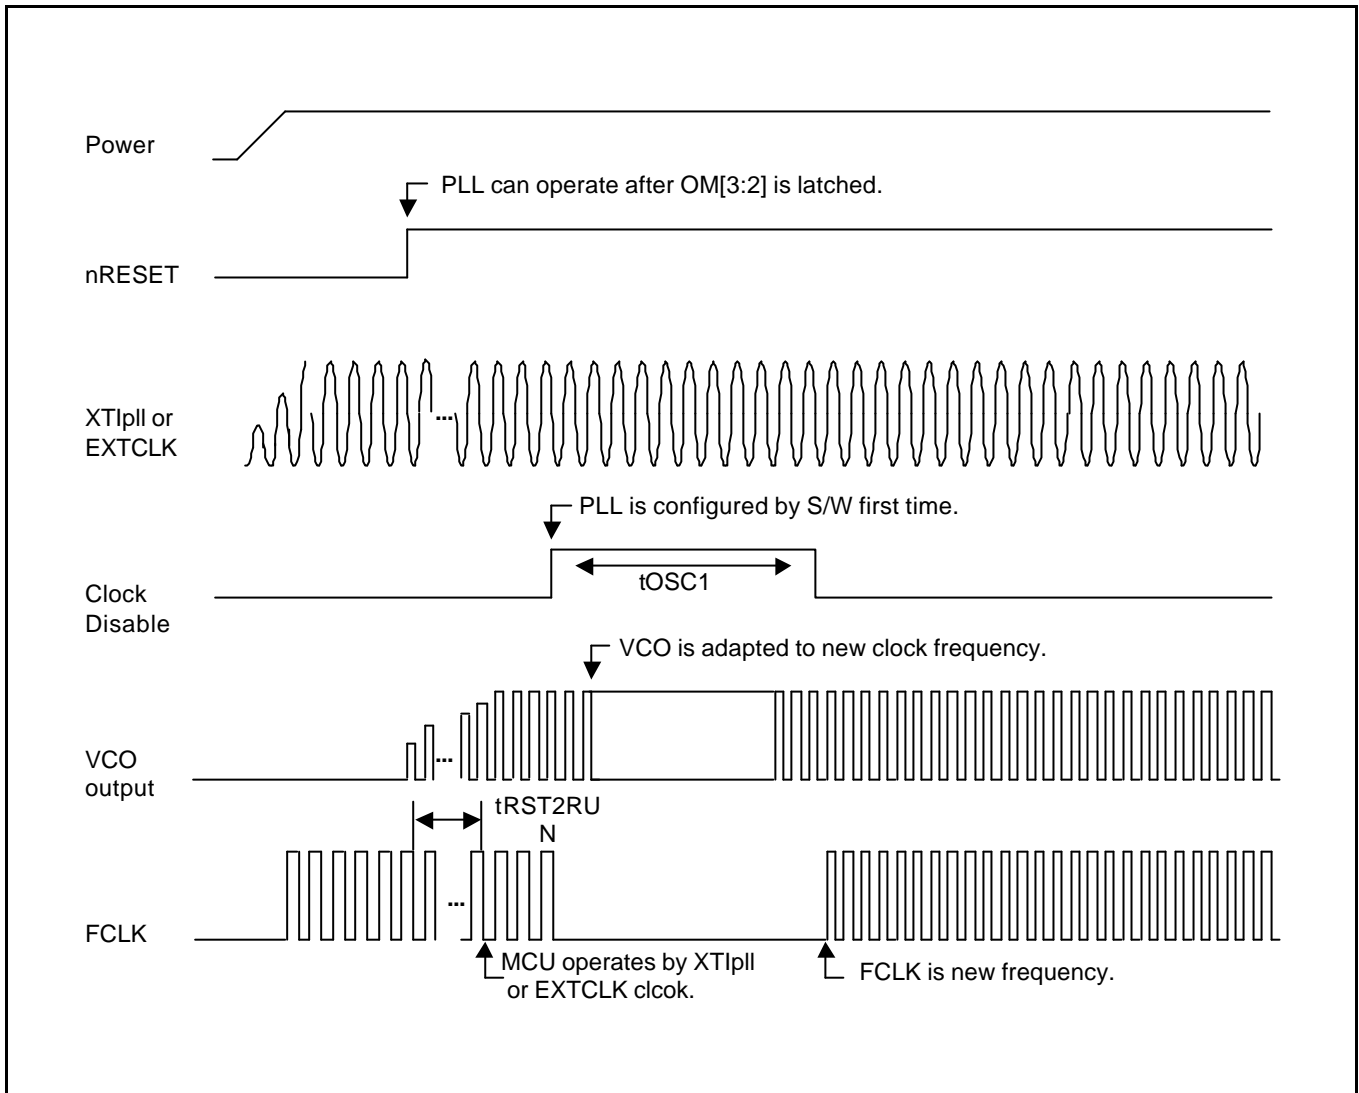 Power
PLL can operate after OM[3:2] is latched.
nRESET
XTIpll or
EXTCLK
...
PLL is configured by S/W first time.
tOSC1
Clock
Disable
VCO is adapted to new clock frequency.
...
VCO
output
tRST2RU
N
...
FCLK
MCU operates by XTIpll
or EXTCLK clcok.
FCLK is new frequency.